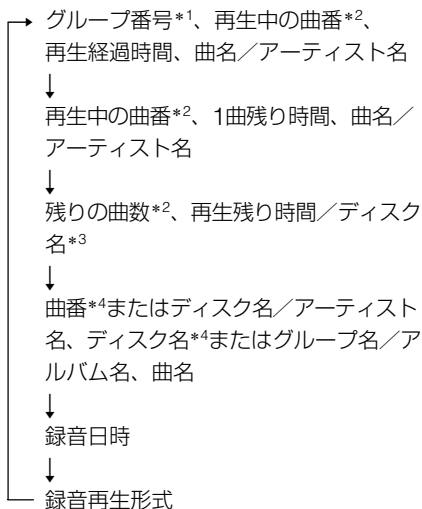 グループ番号*1、再生中の曲番*2、
再生経過時間、曲名／アーティスト名
↓
再生中の曲番*2、1曲残り時間、曲名／
アーティスト名
↓
残りの曲数*2、再生残り時間／ディスク
名*3
↓
曲番*4またはディスク名／アーティスト
名、ディスク名*4またはグループ名／ア
ルバム名、曲名
↓
録音日時
↓
録音再生形式